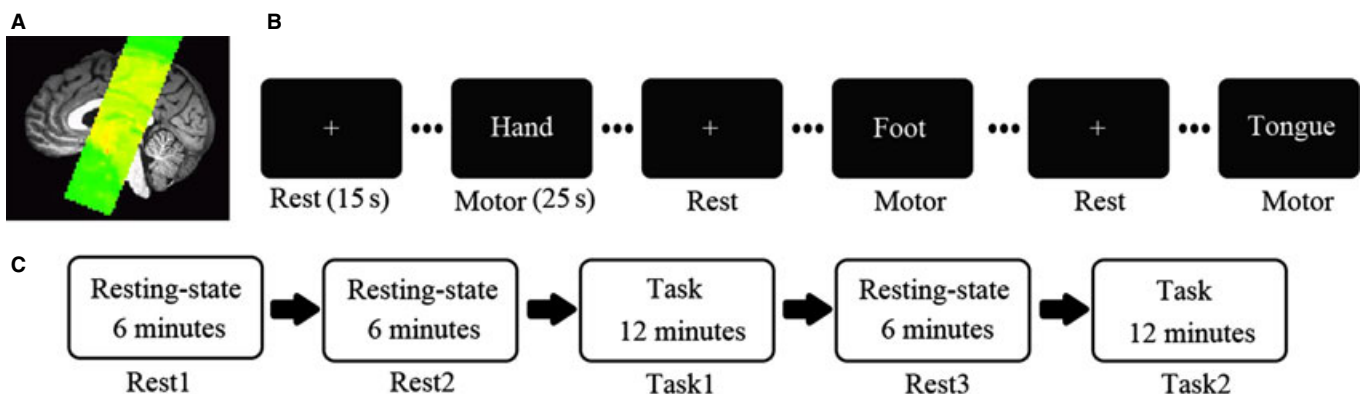 A
B
+ ••• Hand ••• + ••• Foot ••• + ••• Tongue
Rest (15 s) Motor (25 s) Rest Motor Rest Motor
C
Resting-state Resting-state Task Resting-state Task
6 minutes 6 minutes 12 minutes 6 minutes 12 minutes
Rest1 Rest2 Task1 Rest3 Task2